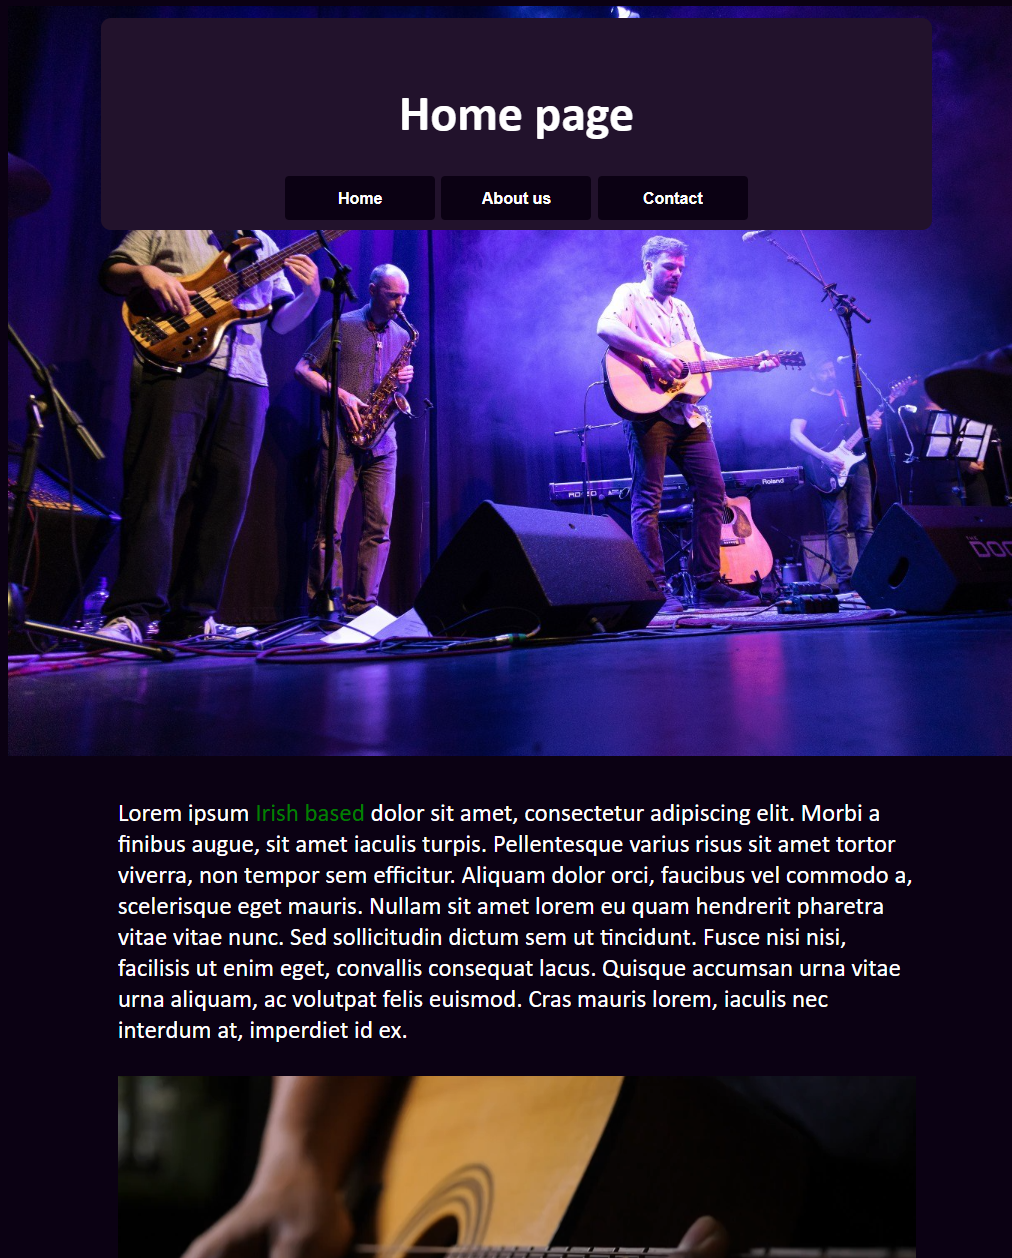 Home page
Home About us Contact
Roland
THE
Lorem ipsum Irish based dolor sit amet, consectetur adipiscing elit. Morbi a
finibus augue, sit amet iaculis turpis. Pellentesque varius risus sit amet tortor
viverra, non tempor sem efficitur. Aliquam dolor orci, faucibus vel commodo a,
scelerisque eget mauris. Nullam sit amet lorem eu quam hendrerit pharetra
vitae vitae nunc. Sed sollicitudin dictum sem ut tincidunt. Fusce nisi nisi,
facilisis ut enim eget, convallis consequat lacus. Quisque accumsan urna vitae
urna aliquam, ac volutpat felis euismod. Cras mauris lorem, iaculis nec
interdum at, imperdiet id ex.